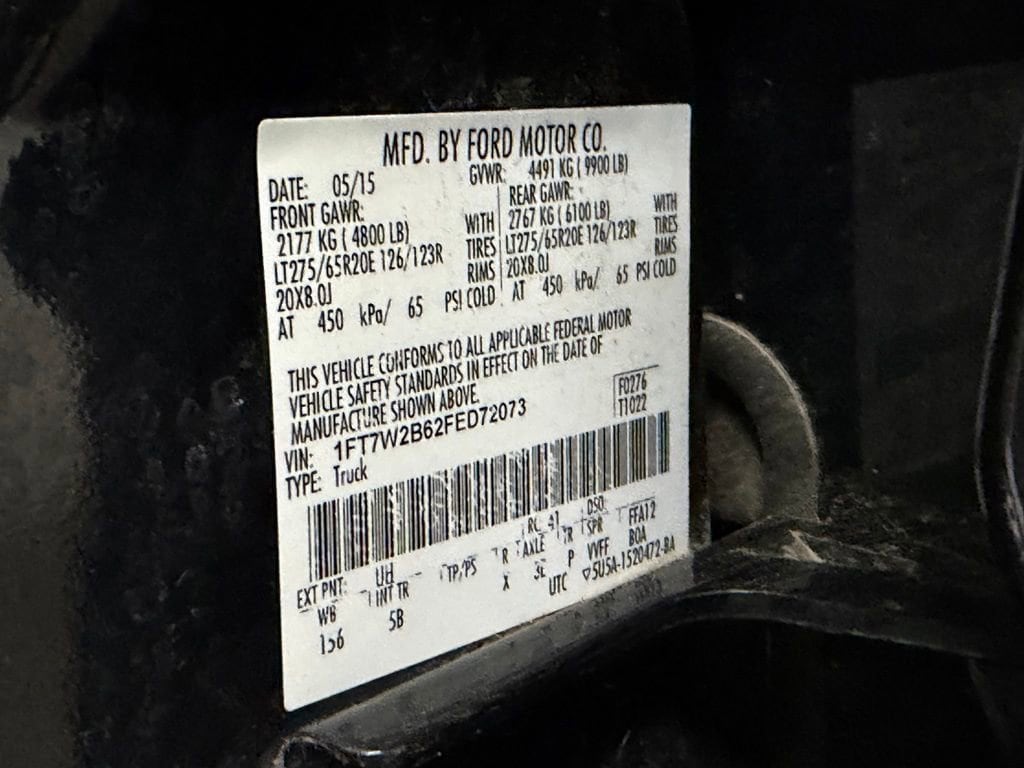 MFD. BY FORD MOTOR CO.
DATE: 05/15 GVWR: 4491 KG ( 9900 LB)
FRONT GAWR: REAR GAWR:
2177 KG ( 4800 LB) WITH 2767 KG ( 6100 LB) WITH
LT275/65R20E 126/123R TIRES LT275/65R20E 126/123R TIRES
20X8.0J RIMS 20X8.0J RIMS
AT 450 kPa/ 65 PSI COLD AT 450 kPa/ 65 PSI COLD
THIS VEHICLE CONFORMS TO ALL APPLICABLE FEDERAL MOTOR
VEHICLE SAFETY STANDARDS IN EFFECT ON THE DATE OF
MANUFACTURE SHOWN ABOVE.
VIN: 1FT7W2B62FED72073
TYPE: Truck
F0276
T1022
EXT PNT: UH RC: 41 DSO:
WB INT TR TP/PS R AXLE TR SPR FFA12
156 5B X 3L P VVFF BOA
UTC ▽5U5A-1520472-BA